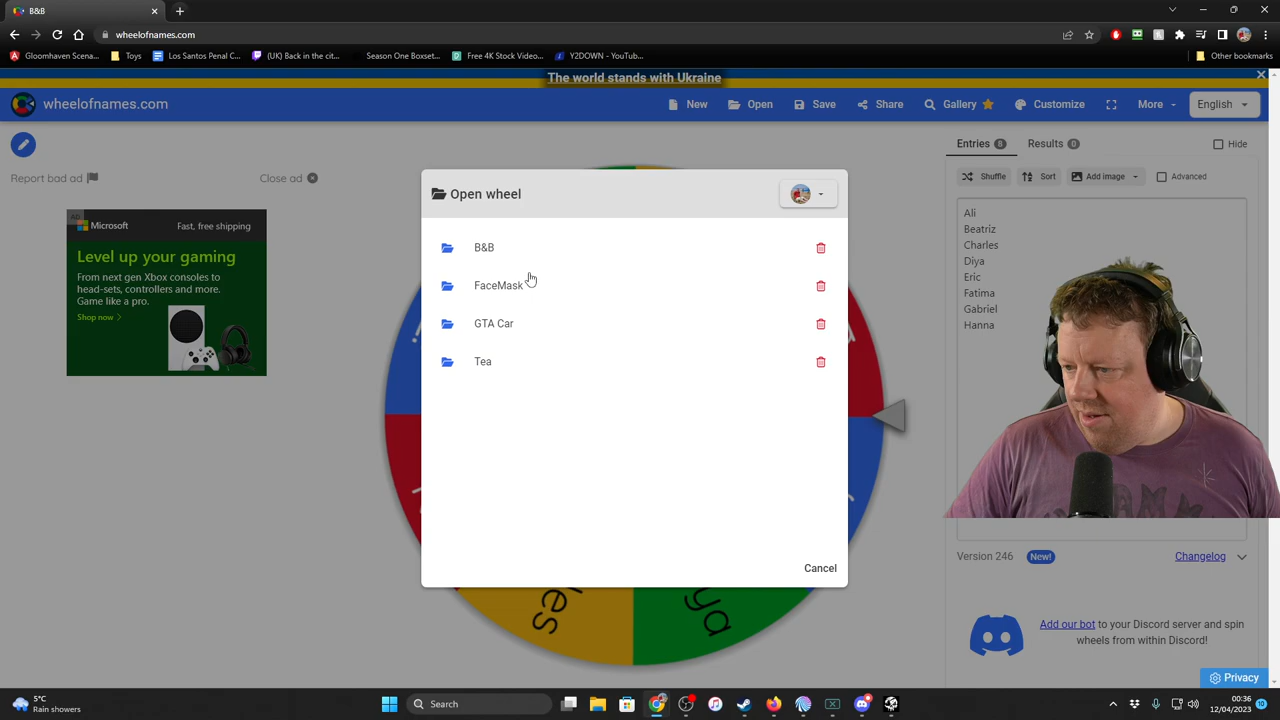 B&B
wheelofnames.com
Gloomhaven Scena...
Toys
Los Santos Penal C...
(UK) Back in the cit...
Season One Boxset...
Free 4K Stock Video...
Y2DOWN - YouTub...
Other bookmarks
The world stands with Ukraine
wheelofnames.com
New
Open
Save
Share
Gallery
Customize
More
English
Report bad ad
Close ad
AD
Microsoft
Fast, free shipping
Level up your gaming
From next gen Xbox consoles to
head-sets, controllers and more.
Game like a pro.
Shop now
Open wheel
B&B
FaceMask
GTA Car
Tea
Cancel
Entries 8
Results 0
Hide
Shuffle
Sort
Add image
Advanced
Ali
Beatriz
Charles
Diya
Eric
Fatima
Gabriel
Hanna
Version 246
New!
Changelog
Add our bot to your Discord server and spin
wheels from within Discord!
Privacy
5°C
Rain showers
Search
00:36
12/04/2023